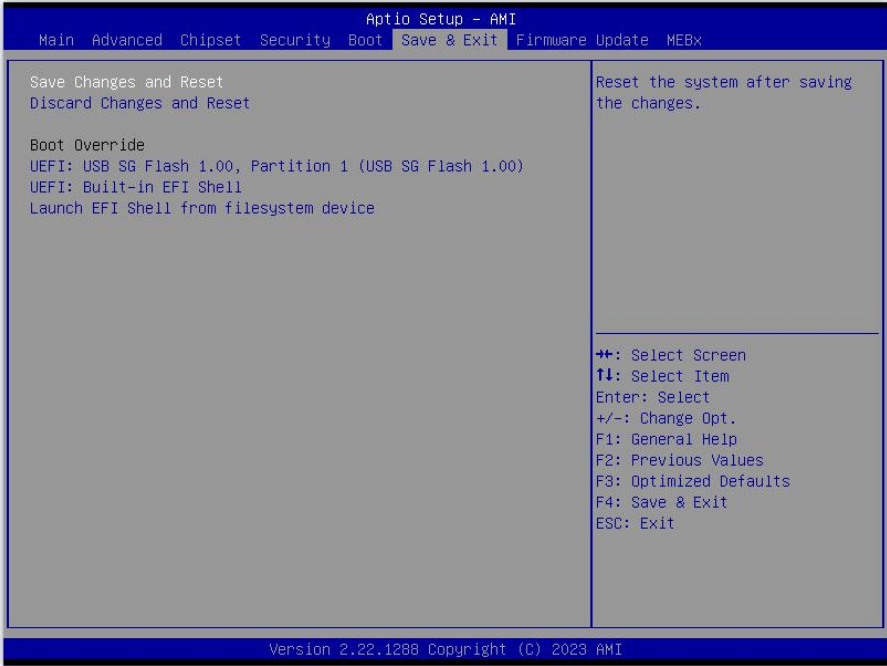 Aptio Setup – AMI
Main Advanced Chipset Security Boot Save & Exit Firmware Update MEBx
Save Changes and Reset
Discard Changes and Reset
Boot Override
UEFI: USB SG Flash 1.00, Partition 1 (USB SG Flash 1.00)
UEFI: Built-in EFI Shell
Launch EFI Shell from filesystem device
Reset the system after saving
the changes.
→←: Select Screen
↑↓: Select Item
Enter: Select
+/-: Change Opt.
F1: General Help
F2: Previous Values
F3: Optimized Defaults
F4: Save & Exit
ESC: Exit
Version 2.22.1288 Copyright (C) 2023 AMI